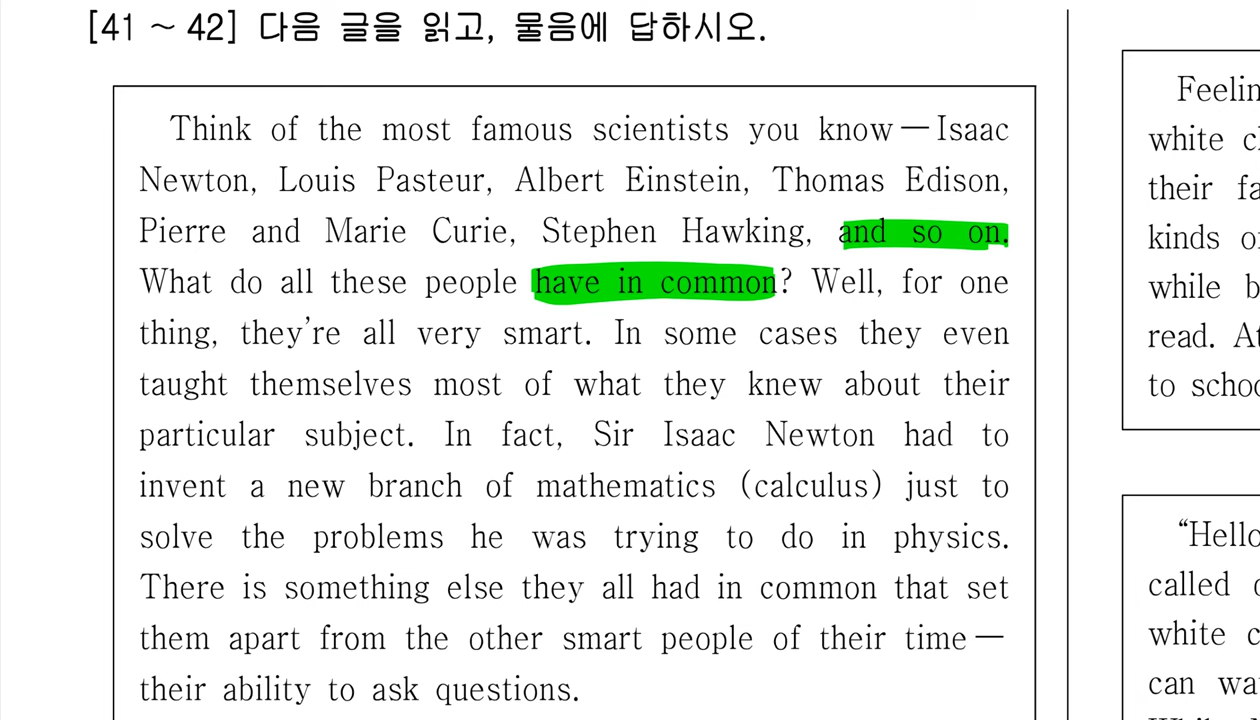 [41 ~ 42] 다음 글을 읽고, 물음에 답하시오.
Think of the most famous scientists you know—Isaac
Newton, Louis Pasteur, Albert Einstein, Thomas Edison,
Pierre and Marie Curie, Stephen Hawking, and so on.
What do all these people have in common? Well, for one
thing, they're all very smart. In some cases they even
taught themselves most of what they knew about their
particular subject. In fact, Sir Isaac Newton had to
invent a new branch of mathematics (calculus) just to
solve the problems he was trying to do in physics.
There is something else they all had in common that set
them apart from the other smart people of their time—
their ability to ask questions.
white
their
kinds
while
read.
to
“Hello
called
white
can